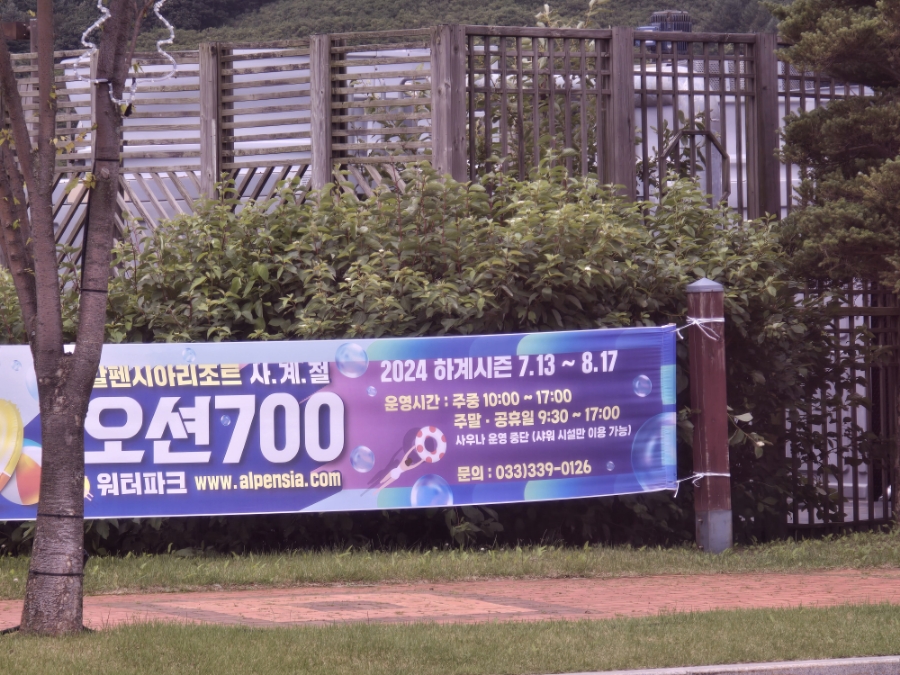 알펜시아리조트 사.계.절
오션700
워터파크 www.alpensia.com
2024 하계시즌 7.13 ~ 8.17
운영시간 : 주중 10:00 ~ 17:00
주말 · 공휴일 9:30 ~ 17:00
사우나 운영 중단 (샤워 시설만 이용 가능)
문의 : 033)339-0126